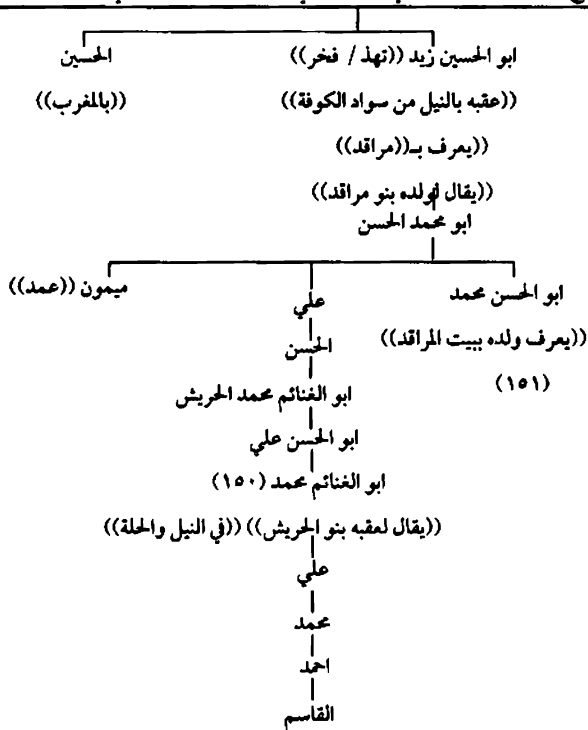 ابو الحسين زيد ((تهذ / فخر)) الحسين
((عقبه بالنيل من سواد الكوفة)) ((بالمغرب))
((يعرف بـ((مراقد))
((يقال لولده بنو مراقد))
ابو محمد الحسن
ابو الحسن محمد علي ميمون ((عمد))
((يعرف ولده ببيت المراقد)) الحسن
(١٥١)
ابو الغنائم محمد الحريش
ابو الحسن علي
ابو الغنائم محمد (١٥٠)
((يقال لعقبه بنو الحريش)) ((في النيل والحلة))
علي
محمد
احمد
القاسم